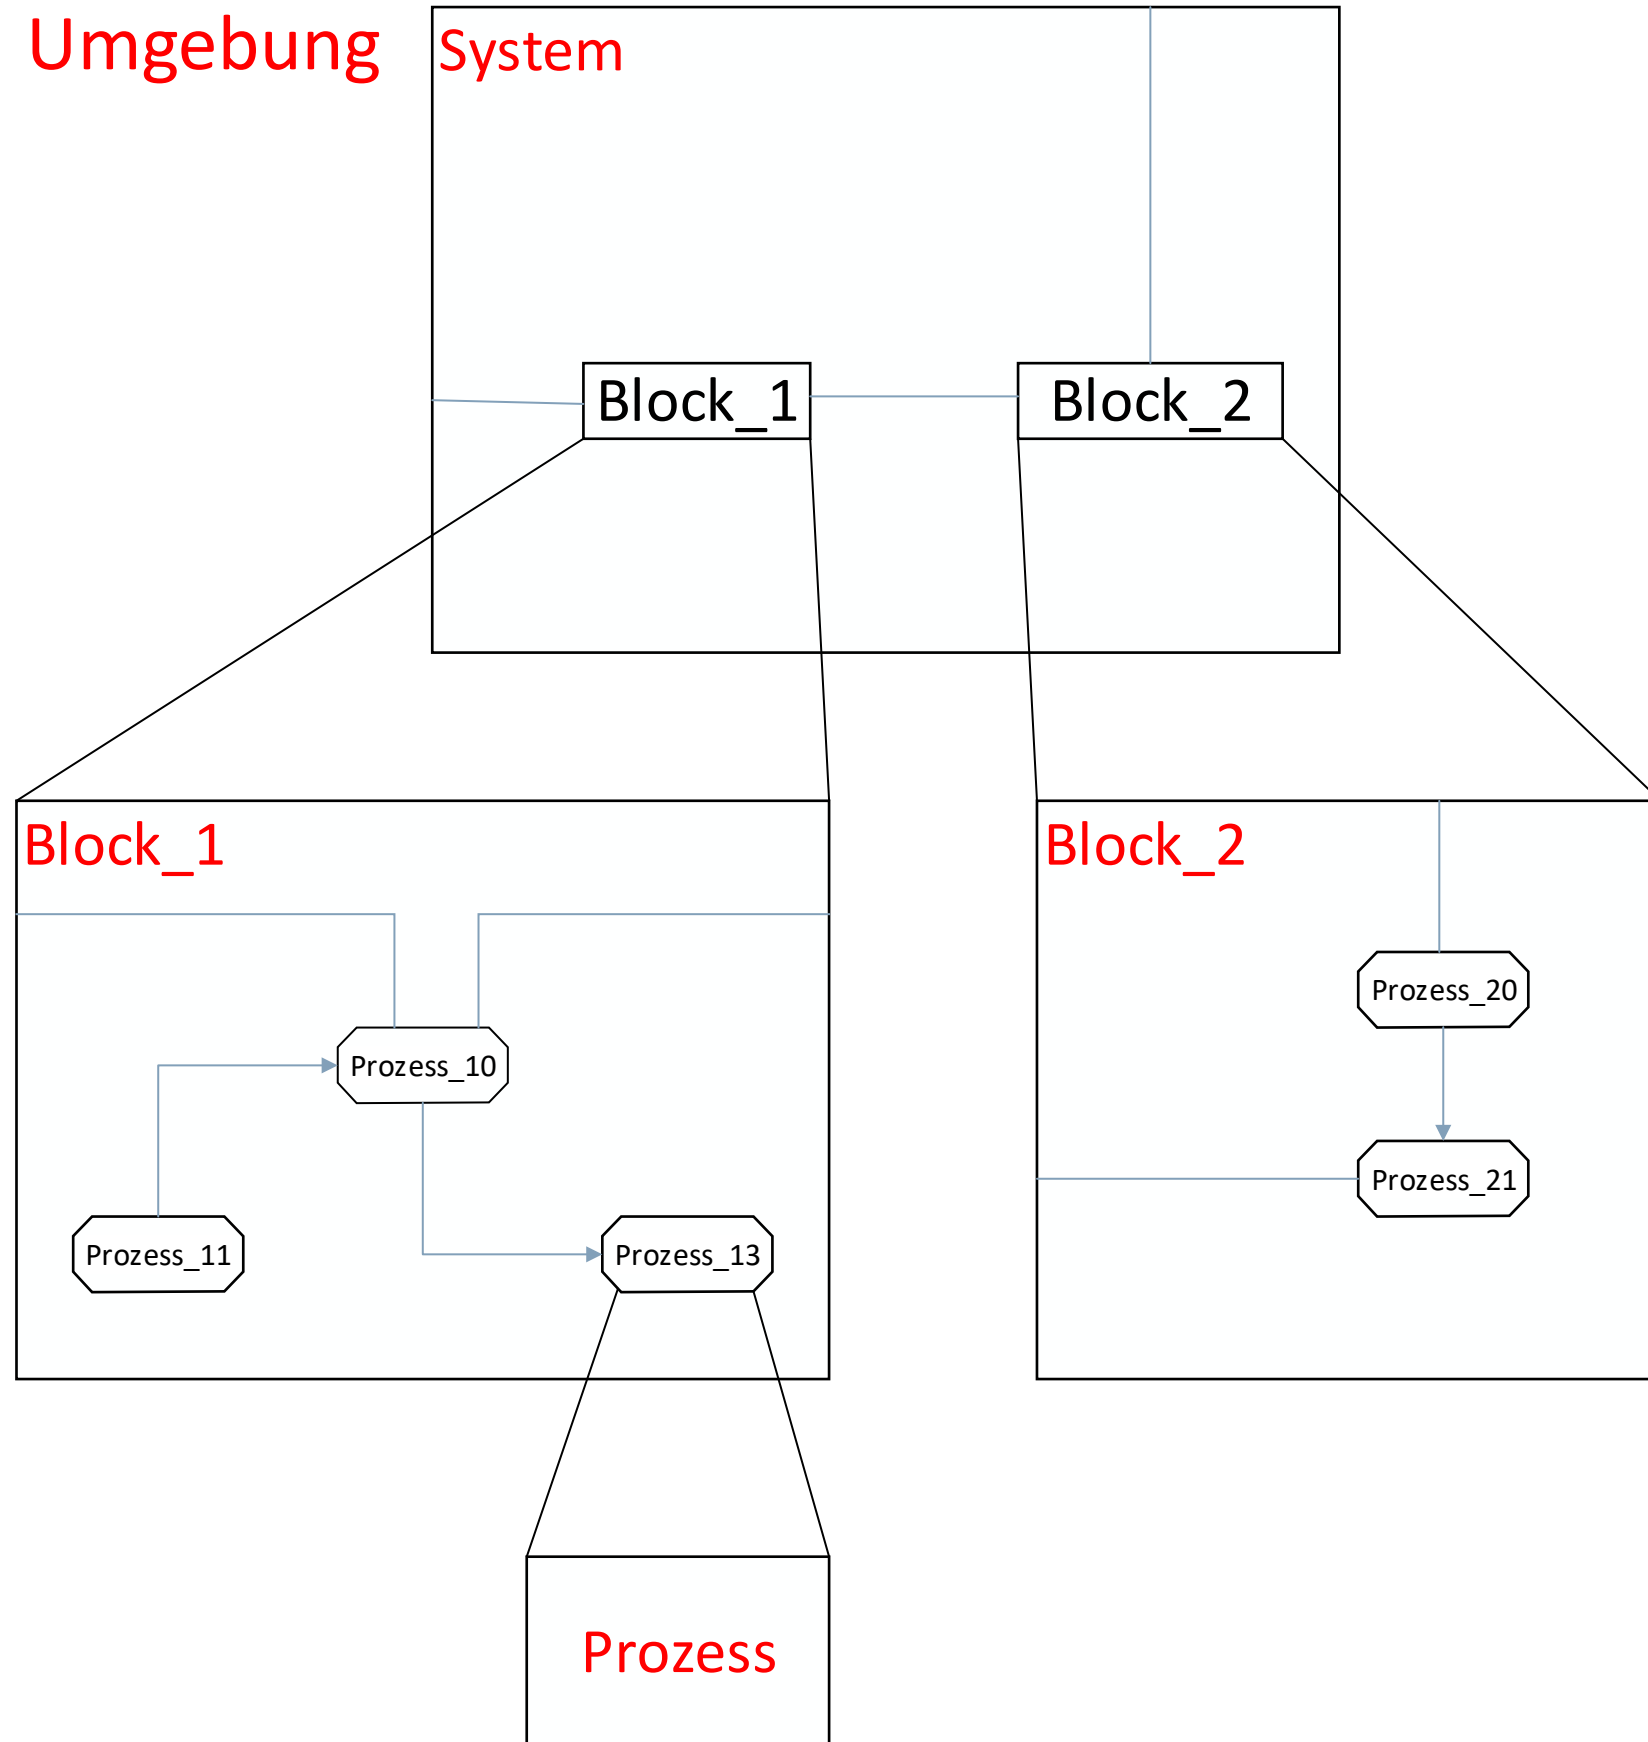 Umgebung
System
Block_1
Block_2
Block_1
Block_2
Prozess_20
Prozess_10
Prozess_21
Prozess_11
Prozess_13
Prozess